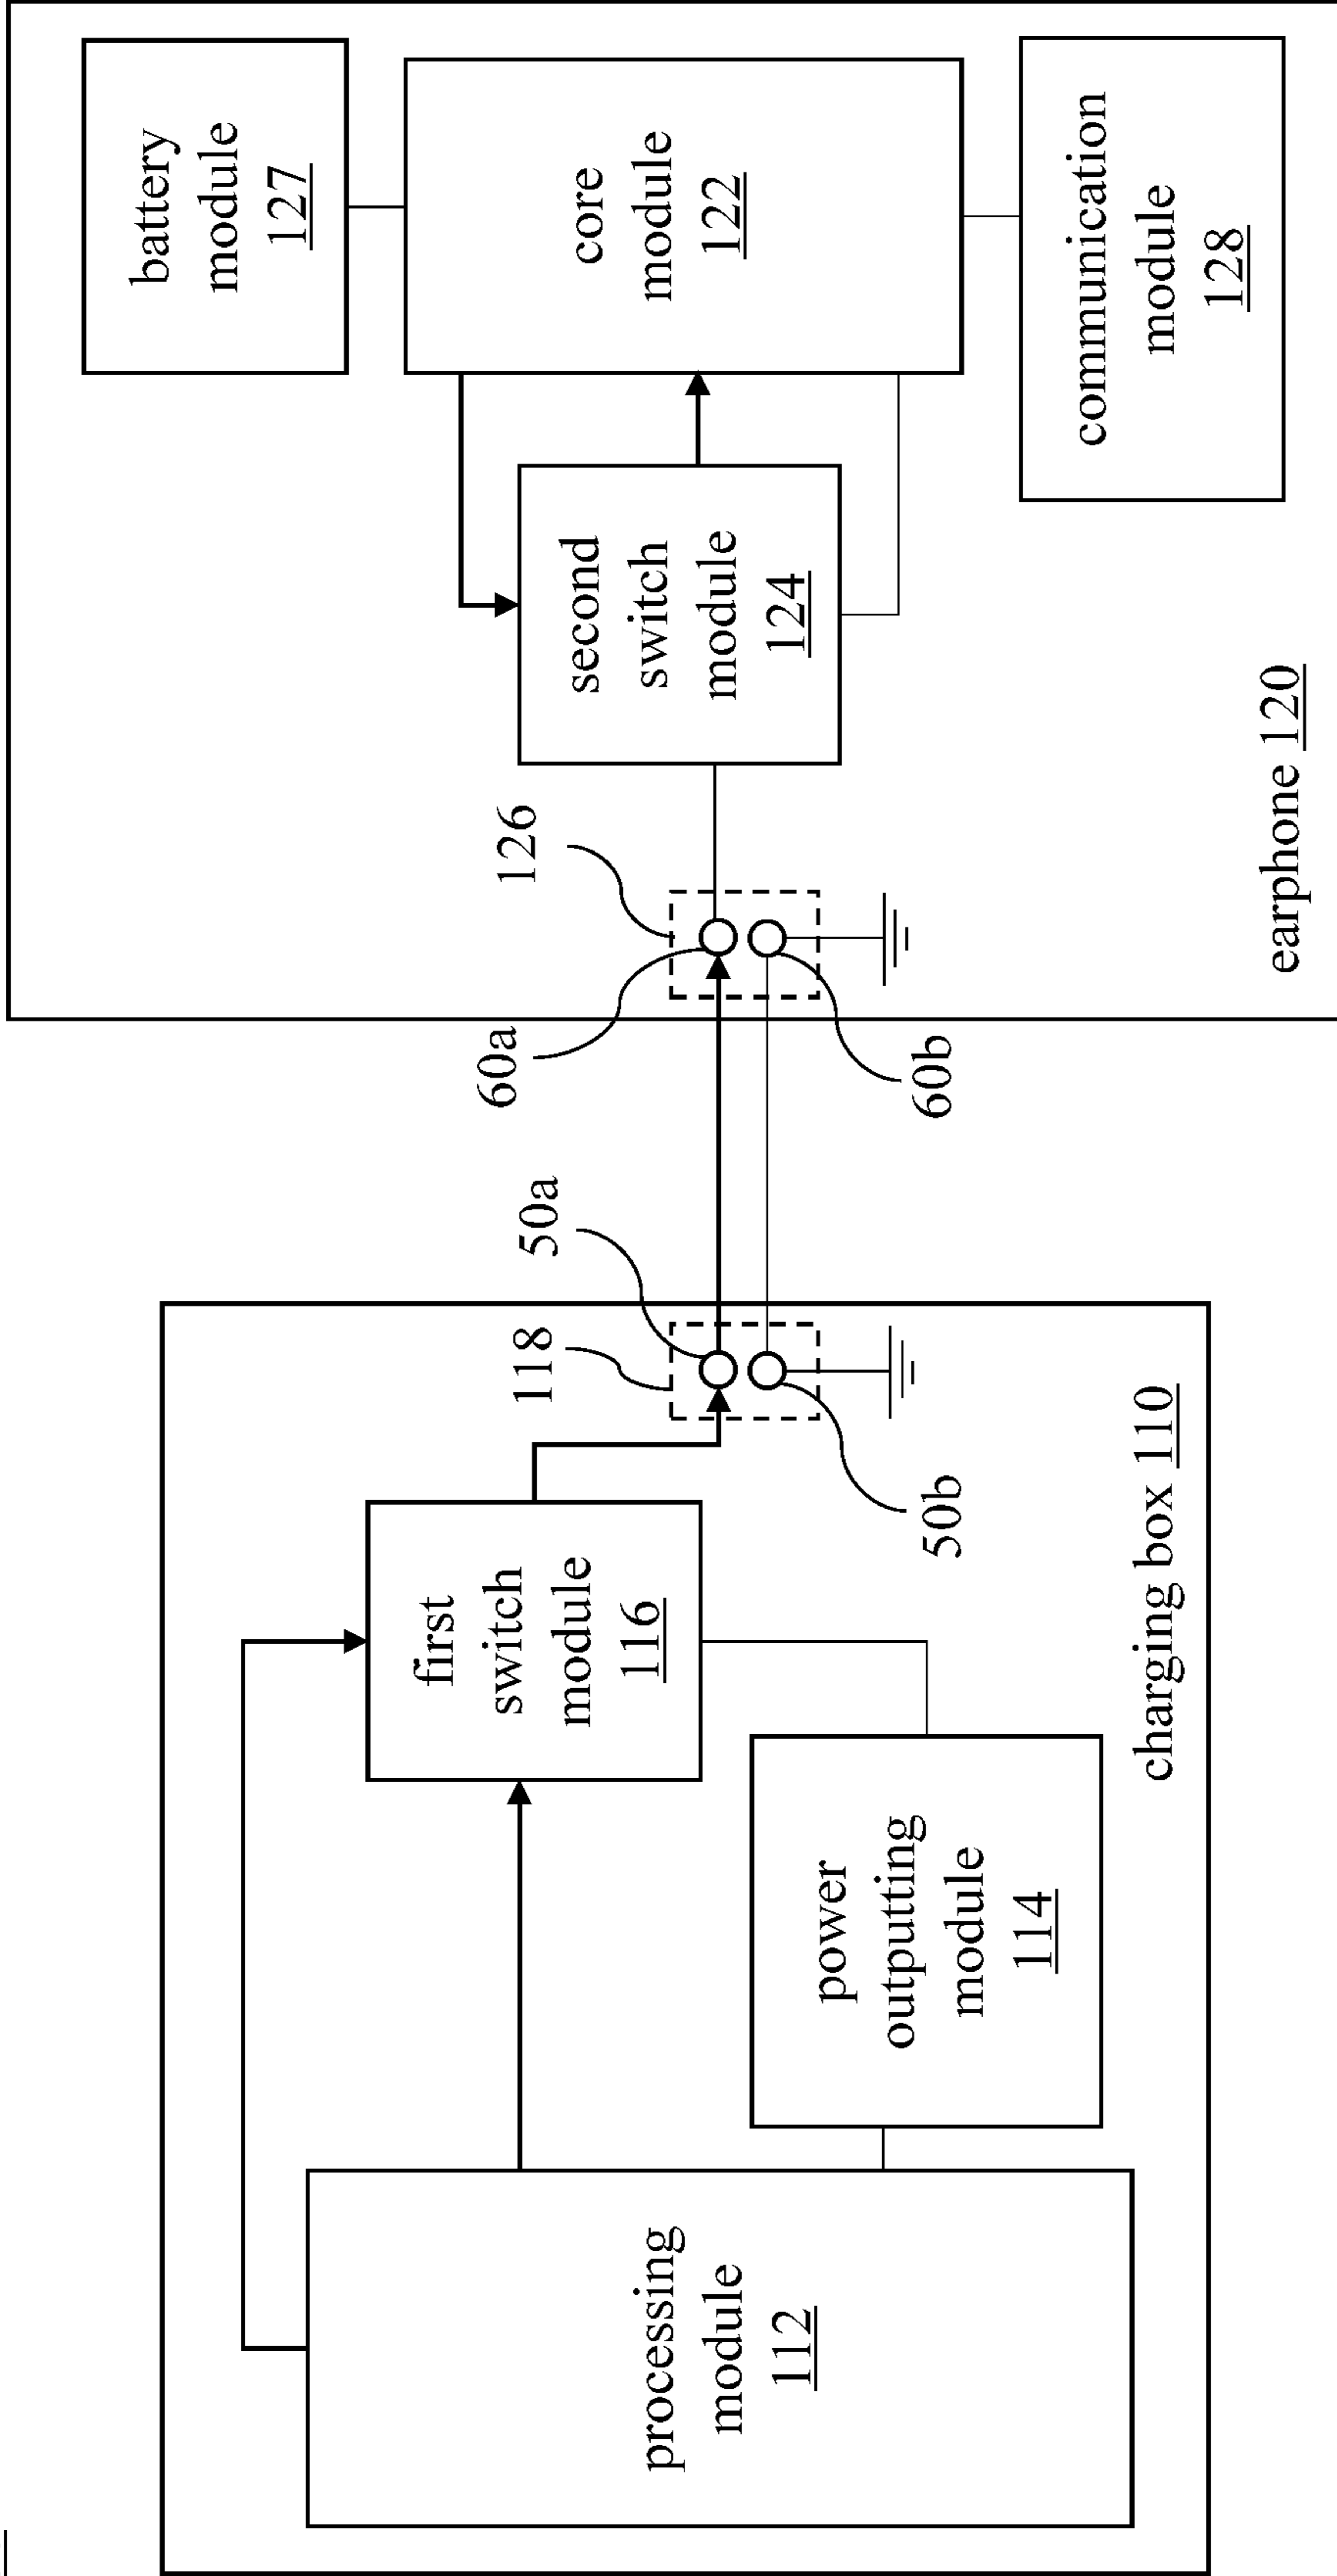 processing
module
112
first
switch
module
116
power
outputting
module
114
118
50a
50b
charging box 110
60a
60b
126
second
switch
module
124
battery
module
127
core
module
122
communication
module
128
earphone 120